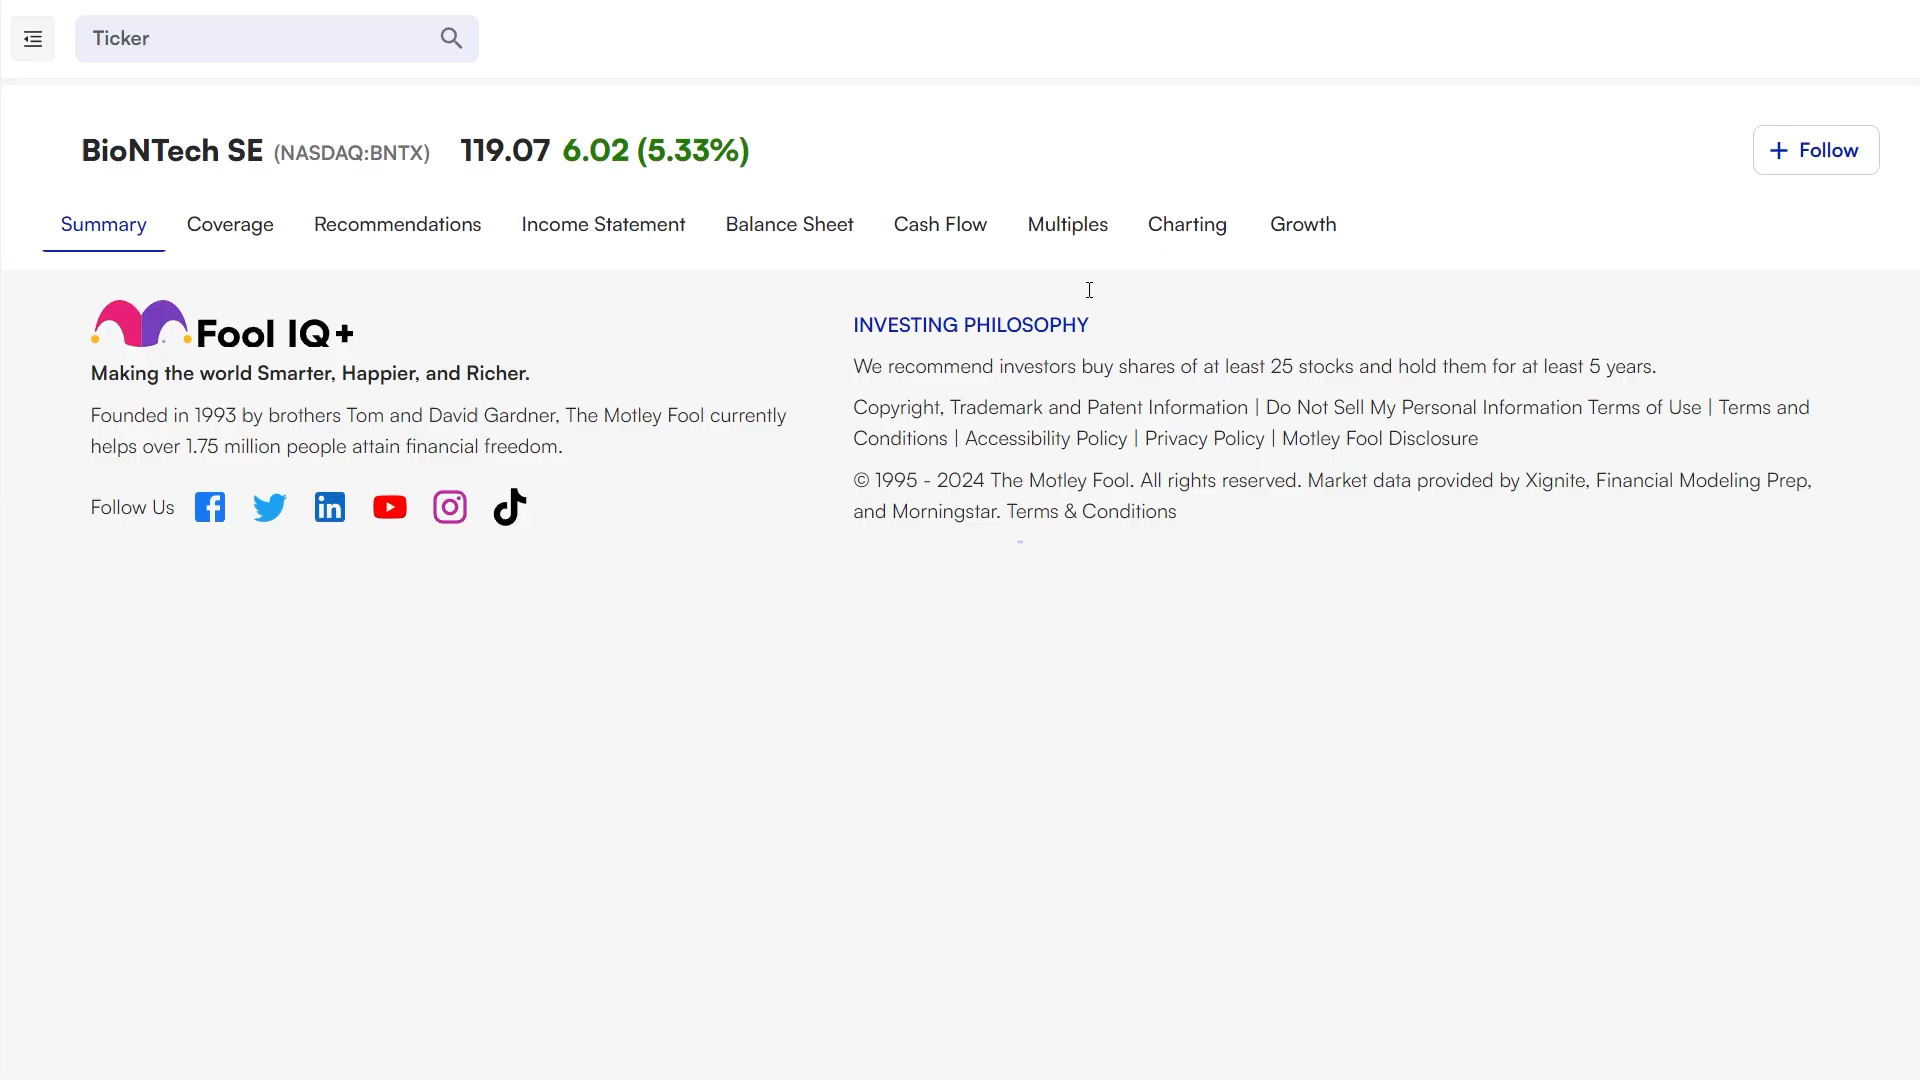 Ticker
BioNTech SE (NASDAQ:BNTX) 119.07 6.02 (5.33%)
+ Follow
Summary Coverage Recommendations Income Statement Balance Sheet Cash Flow Multiples Charting Growth
Fool IQ+
Making the world Smarter, Happier, and Richer.
Founded in 1993 by brothers Tom and David Gardner, The Motley Fool currently
helps over 1.75 million people attain financial freedom.
Follow Us
INVESTING PHILOSOPHY
We recommend investors buy shares of at least 25 stocks and hold them for at least 5 years.
Copyright, Trademark and Patent Information | Do Not Sell My Personal Information Terms of Use | Terms and
Conditions | Accessibility Policy | Privacy Policy | Motley Fool Disclosure
© 1995 - 2024 The Motley Fool. All rights reserved. Market data provided by Xignite, Financial Modeling Prep,
and Morningstar. Terms & Conditions